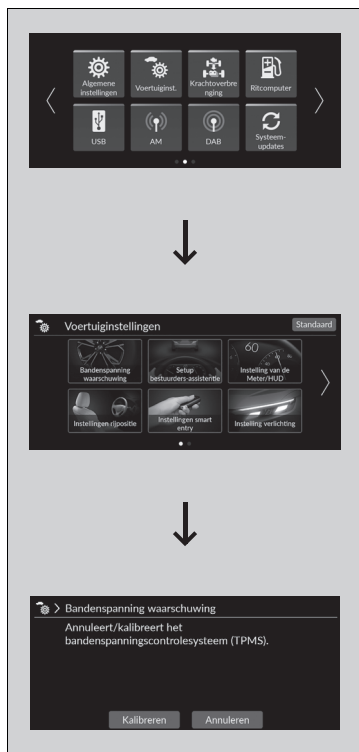 Algemene
instellingen
Voertuiginst.
Krachtoverbre
nging
Ritcomputer
USB
AM
DAB
Systeem-
updates
Voertuiginstellingen
Standaard
Bandenspanning
waarschuwing
Setup
bestuurders-assistentie
60
Instelling van de
Meter/HUD
Instellingen rijpositie
Instellingen smart
entry
Instelling verlichting
Bandenspanning waarschuwing
Annuleert/kalibreert het
bandenspanningscontrolesysteem (TPMS).
Kalibreren
Annuleren